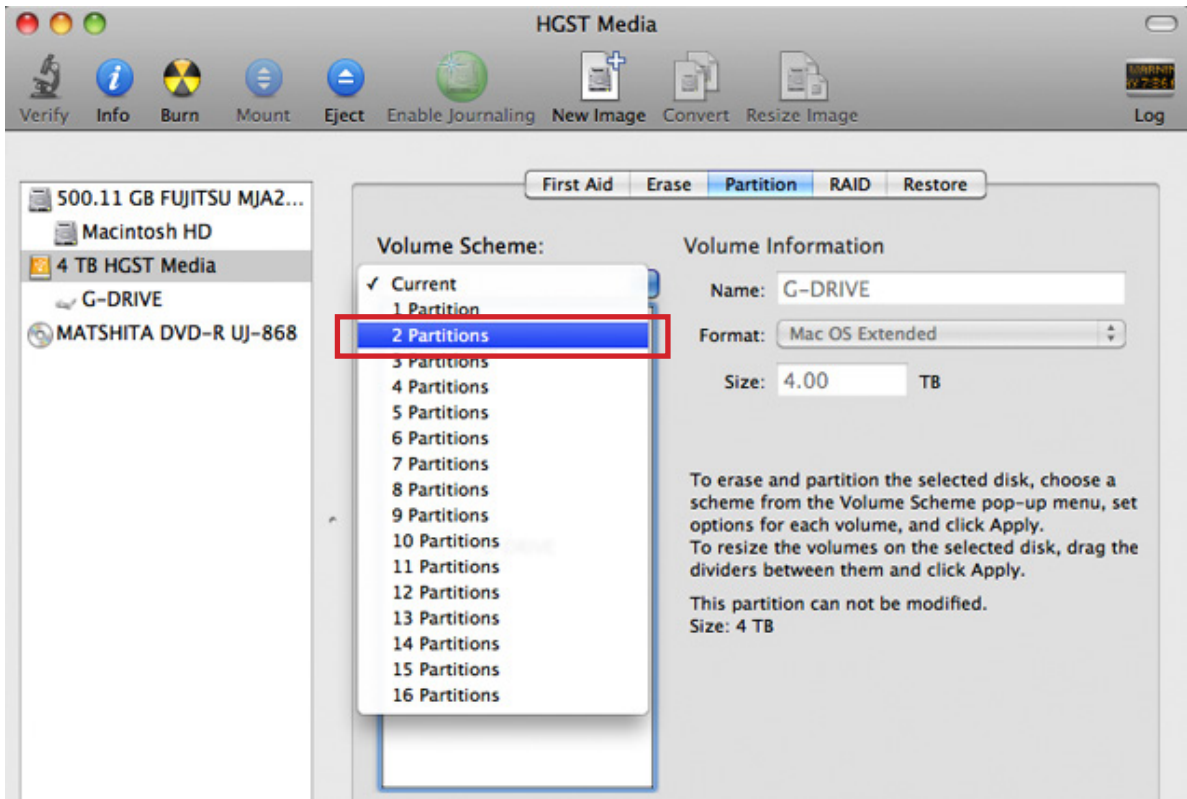 HGST Media
Verify Info Burn Mount Eject Enable Journaling New Image Convert Resize Image Log
First Aid Erase Partition RAID Restore
500.11 GB FUJITSU MJA2...
Macintosh HD
4 TB HGST Media
G-DRIVE
MATSHITA DVD-R UJ-868
Volume Scheme:
✓ Current
1 Partition
2 Partitions
3 Partitions
4 Partitions
5 Partitions
6 Partitions
7 Partitions
8 Partitions
9 Partitions
10 Partitions
11 Partitions
12 Partitions
13 Partitions
14 Partitions
15 Partitions
16 Partitions
Volume Information
Name: G-DRIVE
Format: Mac OS Extended
Size: 4.00 TB
To erase and partition the selected disk, choose a
scheme from the Volume Scheme pop-up menu, set
options for each volume, and click Apply.
To resize the volumes on the selected disk, drag the
dividers between them and click Apply.
This partition can not be modified.
Size: 4 TB